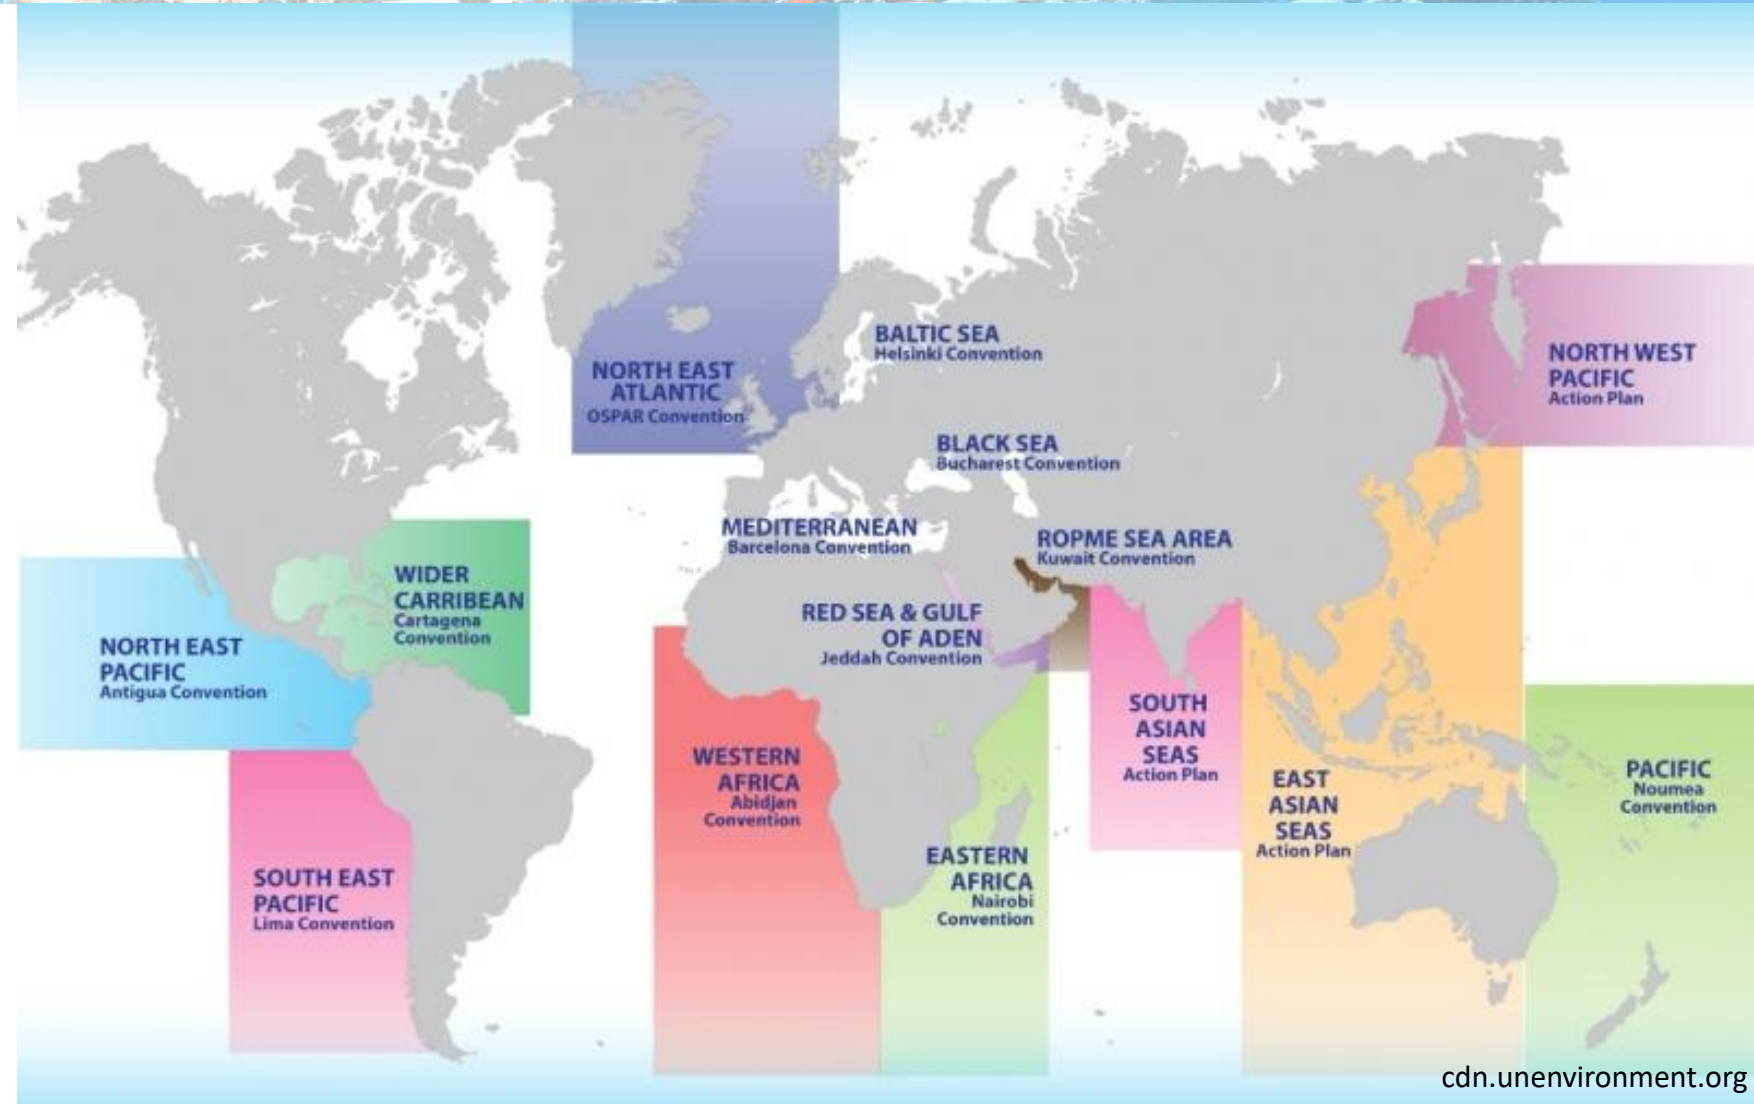 NORTH EAST
ATLANTIC
OSPAR Convention
BALTIC SEA
Helsinki Convention
NORTH WEST
PACIFIC
Action Plan
BLACK SEA
Bucharest Convention
MEDITERRANEAN
Barcelona Convention
ROPME SEA AREA
Kuwait Convention
WIDER
CARRIBEAN
Cartagena
Convention
RED SEA & GULF
OF ADEN
Jeddah Convention
NORTH EAST
PACIFIC
Antigua Convention
SOUTH
ASIAN
SEAS
Action Plan
WESTERN
AFRICA
Abidjan
Convention
EAST
ASIAN
SEAS
Action Plan
PACIFIC
Noumea
Convention
EASTERN
AFRICA
Nairobi
Convention
SOUTH EAST
PACIFIC
Lima Convention
cdn.unenvironment.org